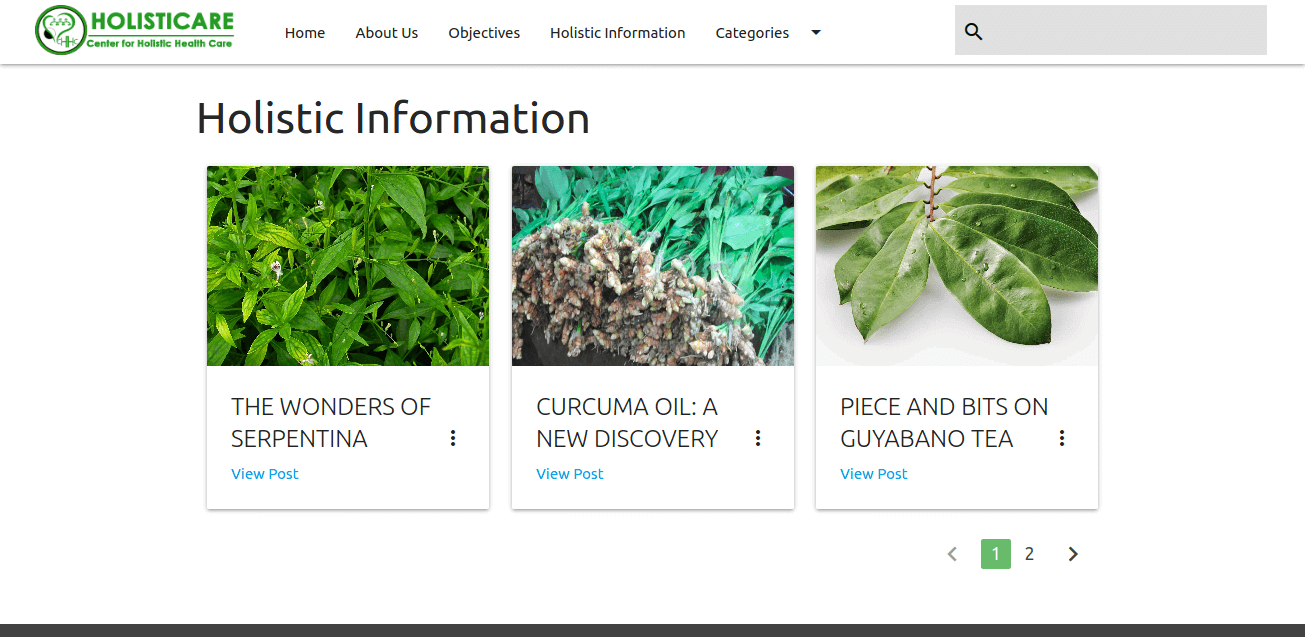 HOLISTICARE
Center for Holistic Health Care
Home About Us Objectives Holistic Information Categories
Holistic Information
THE WONDERS OF
SERPENTINA
View Post
CURCUMA OIL: A
NEW DISCOVERY
View Post
PIECE AND BITS ON
GUYABANO TEA
View Post
1 2